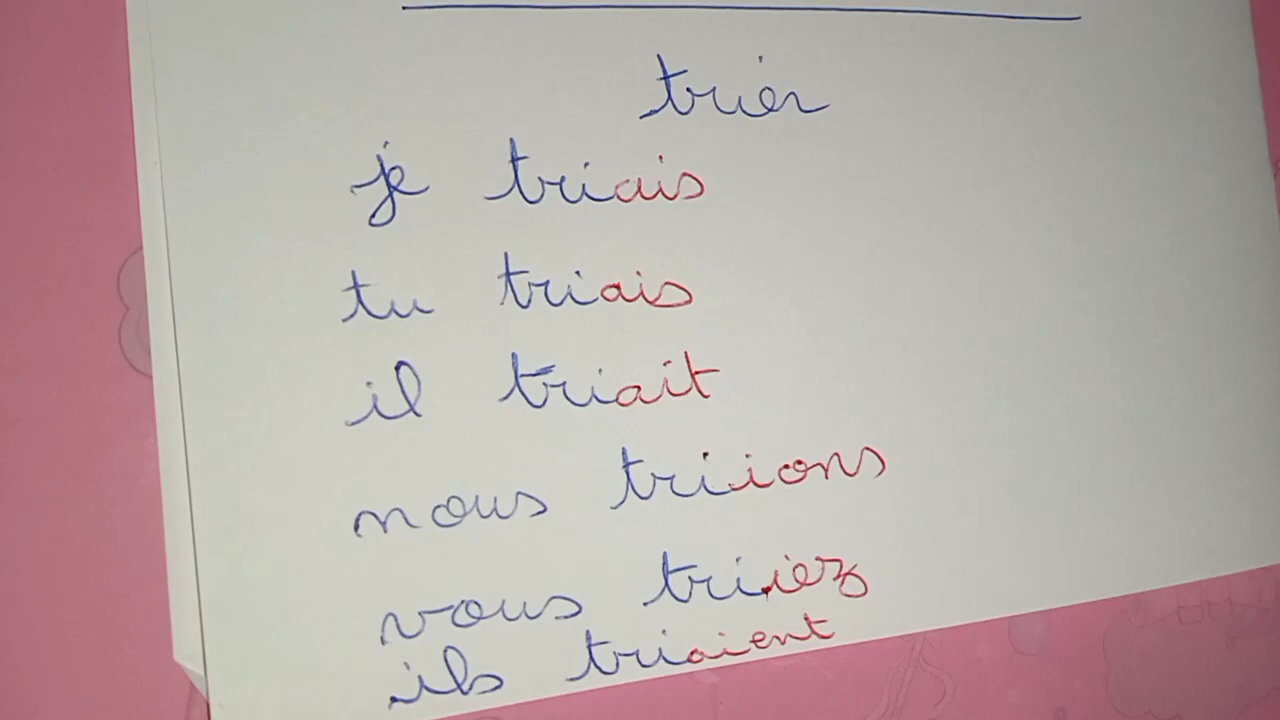 trier
je triais
tu triais
il triait
nous triions
vous triiez
ils triaient